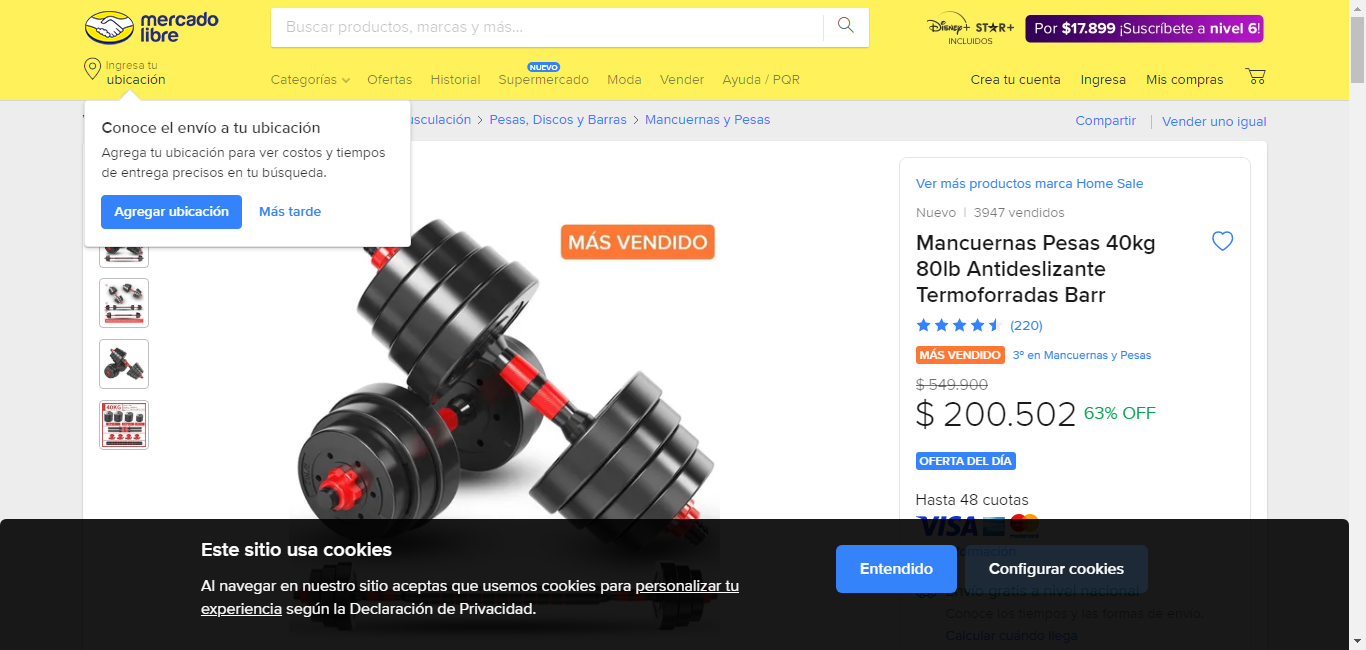 mercado
libre
Buscar productos, marcas y más...
Disney+ STAR+
INCLUIDOS
Por $17.899 ¡Suscríbete a nivel 6!
Ingresa tu
ubicación
Categorías
Ofertas
Historial
NUEVO
Supermercado
Moda
Vender
Ayuda / PQR
Crea tu cuenta
Ingresa
Mis compras
Conoce el envío a tu ubicación
Agrega tu ubicación para ver costos y tiempos
de entrega precisos en tu búsqueda.
Agregar ubicación
Más tarde
usculación > Pesas, Discos y Barras > Mancuernas y Pesas
Compartir | Vender uno igual
MÁS VENDIDO
40KG
Ver más productos marca Home Sale
Nuevo | 3947 vendidos
Mancuernas Pesas 40kg
80lb Antideslizante
Termoforradas Barr
(220)
MÁS VENDIDO 3º en Mancuernas y Pesas
$ 549.900
$ 200.502 63% OFF
OFERTA DEL DÍA
Hasta 48 cuotas
VISA
Envío gratis a nivel nacional
Conoce los tiempos y las formas de envío.
Calcular cuándo llega
Este sitio usa cookies
Al navegar en nuestro sitio aceptas que usemos cookies para personalizar tu
experiencia según la Declaración de Privacidad.
Entendido
Configurar cookies